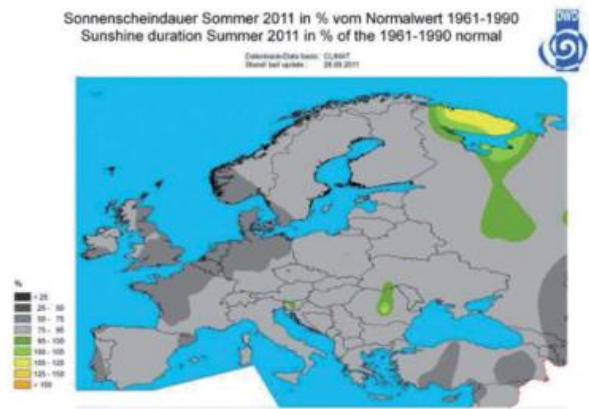 Sonnenscheindauer Sommer 2011 in % vom Normalwert 1961-1990
Sunshine duration Summer 2011 in % of the 1961-1990 normal
DWD
Datenbasis/Data basis: CLIMAT
Stand/ last update: 28.09.2011
%
< 25
25 - 50
50 - 75
75 - 95
95 - 100
100 - 105
105 - 125
125 - 150
> 150